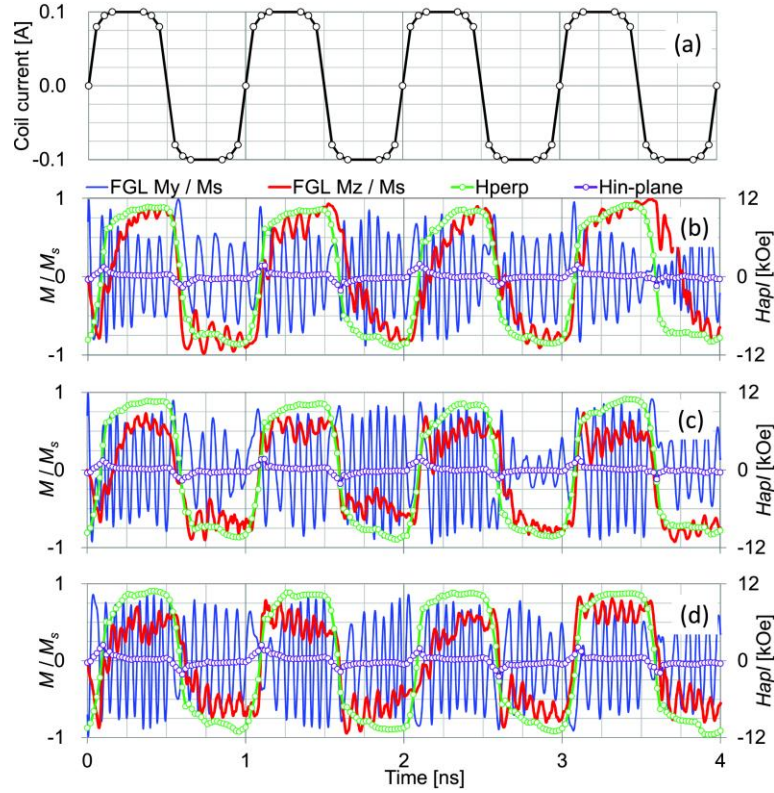 0.1
0.0
-0.1
Coil current [A]
(a)
FGL My / Ms FGL Mz / Ms Hperp Hin-plane
1
0
-1
M / Ms
12
0
-12
Hapl [kOe]
(b)
1
0
-1
M / Ms
12
0
-12
Hapl [kOe]
(c)
1
0
-1
M / Ms
12
0
-12
Hapl [kOe]
(d)
0 1 2 3 4
Time [ns]